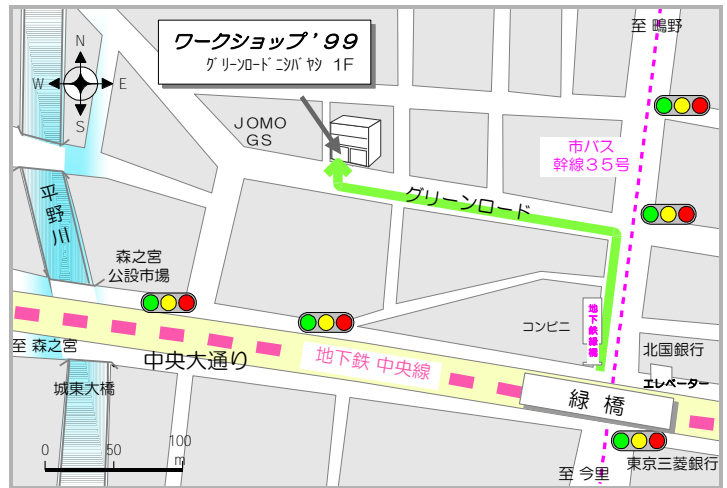 至 鴫野
ワークショップ’99
グリーンロードニシバヤシ 1F
N
W
E
S
JOMO
GS
市バス
幹線35号
グリーンロード
平野川
森之宮
公設市場
地下鉄緑橋
コンビニ
至 森之宮
中央大通り
地下鉄 中央線
北国銀行
エレベーター
城東大橋
緑 橋
0 50 100
m
東京三菱銀行
至 今里